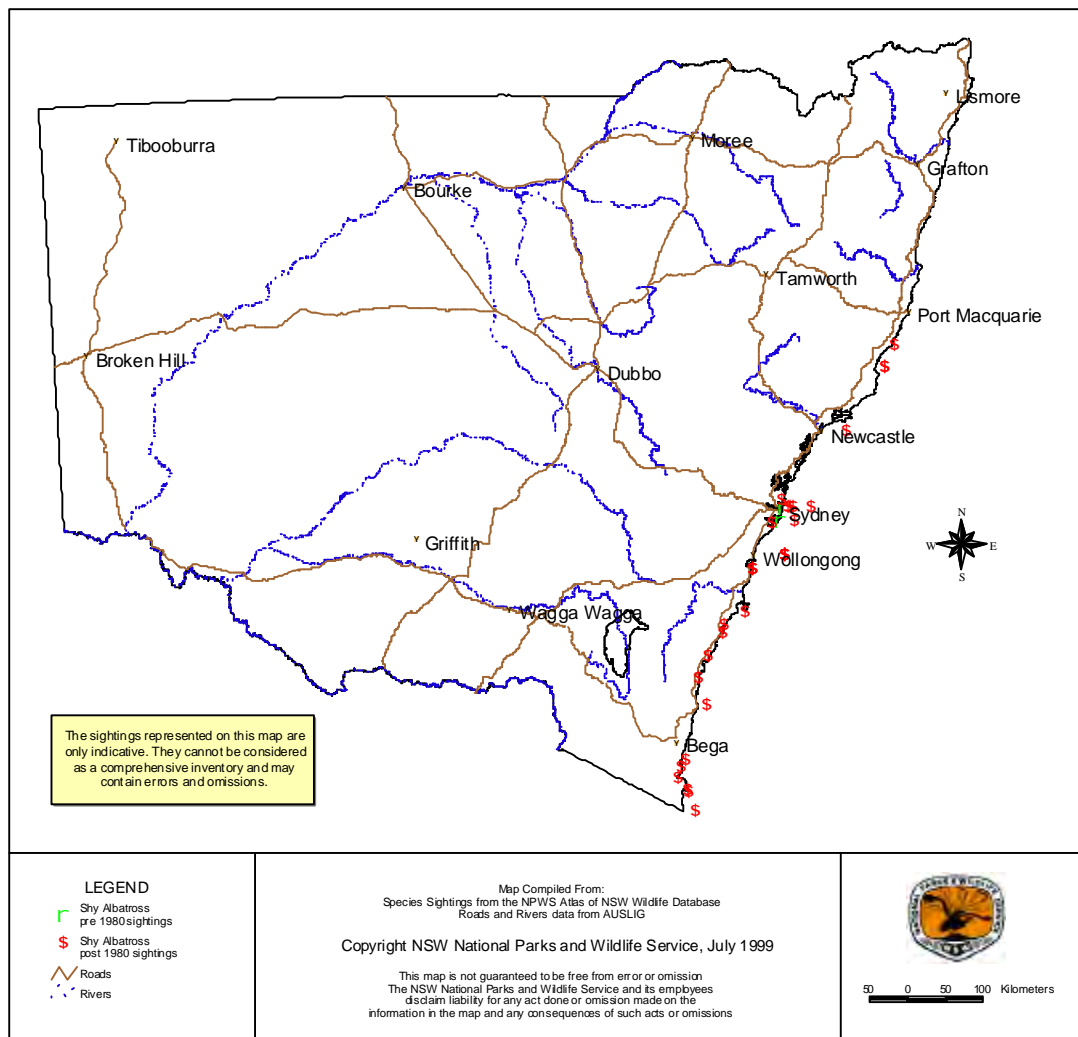 Lismore
Tibooburra
Moree
Grafton
Bourke
Tamworth
Port Macquarie
Broken Hill
Dubbo
Newcastle
Sydney
Griffith
Wollongong
Wagga Wagga
Bega
N
W
E
S
The sightings represented on this map are
only indicative. They cannot be considered
as a comprehensive inventory and may
contain errors and omissions.
LEGEND
Shy Albatross
pre 1980 sightings
$ Shy Albatross
post 1980 sightings
Roads
Rivers
Map Compiled From:
Species Sightings from the NPWS Atlas of NSW Wildlife Database
Roads and Rivers data from AUSLIG
Copyright NSW National Parks and Wildlife Service, July 1999
This map is not guaranteed to be free from error or omission
The NSW National Parks and Wildlife Service and its employees
disclaim liability for any act done or omission made on the
information in the map and any consequences of such acts or omissions
NATIONAL PARKS & WILDLIFE SERVICE
50 0 50 100 Kilometers